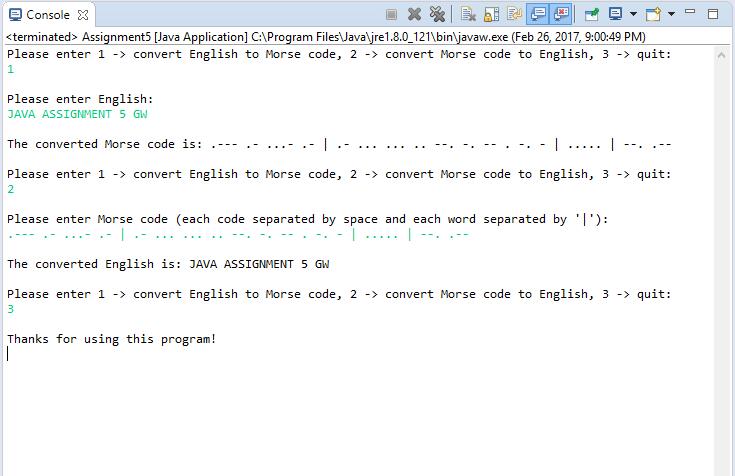 Console
<terminated> Assignment5 [Java Application] C:\Program Files\Java\jre1.8.0_121\bin\javaw.exe (Feb 26, 2017, 9:00:49 PM)
Please enter 1 -> convert English to Morse code, 2 -> convert Morse code to English, 3 -> quit:
1
Please enter English:
JAVA ASSIGNMENT 5 GW
The converted Morse code is: .--- .- ...- .- | .- ... ... .. --. -. -- . -. - | ..... | --. .--
Please enter 1 -> convert English to Morse code, 2 -> convert Morse code to English, 3 -> quit:
2
Please enter Morse code (each code separated by space and each word separated by '|'):
.--- .- ...- .- | .- ... ... .. --. -. -- . -. - | ..... | --. .--
The converted English is: JAVA ASSIGNMENT 5 GW
Please enter 1 -> convert English to Morse code, 2 -> convert Morse code to English, 3 -> quit:
3
Thanks for using this program!